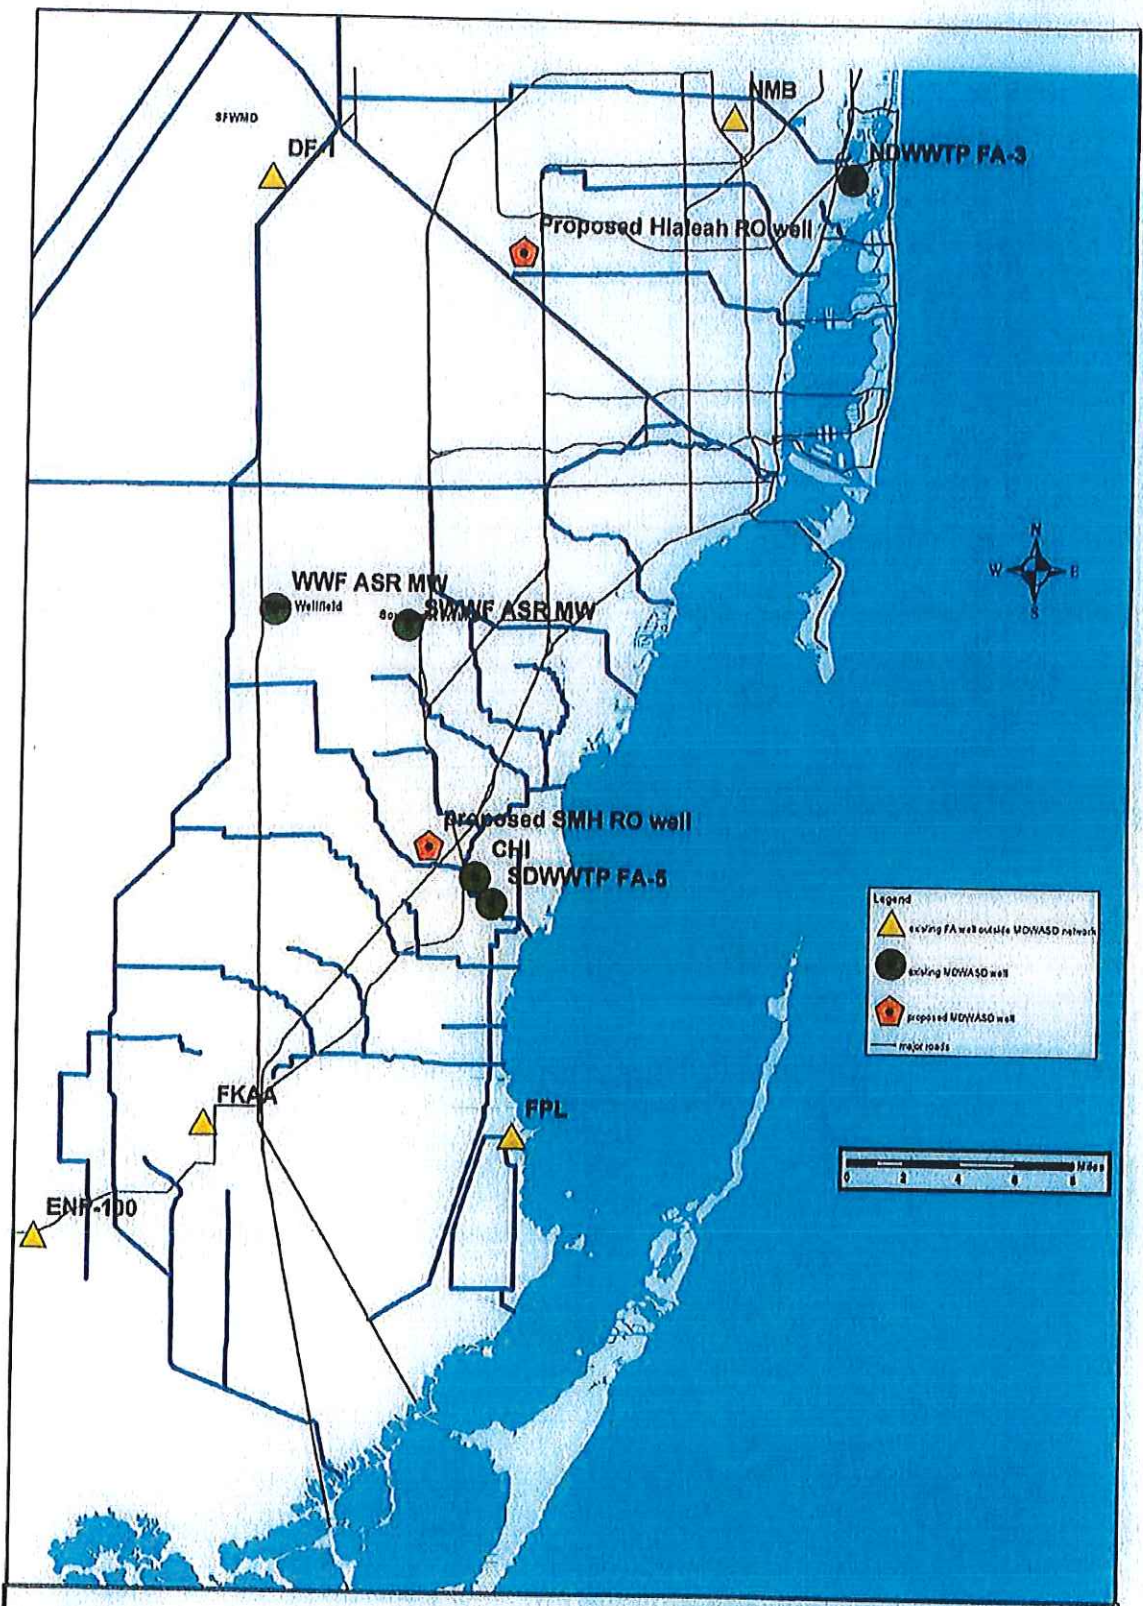 NMB
SFWMD
DF-1
NDWWTP FA-3
Proposed Hialeah RO well
N
W E
S
WWF ASR MW
Wellfield
SWWF ASR MW
proposed SMH RO well
CHI
SDWWTP FA-5
Legend
existing FA well outside MDWASD network
existing MDWASD well
proposed MDWASD well
major roads
FKAA
FPL
Miles
0 2 4 6 8
ENP-100